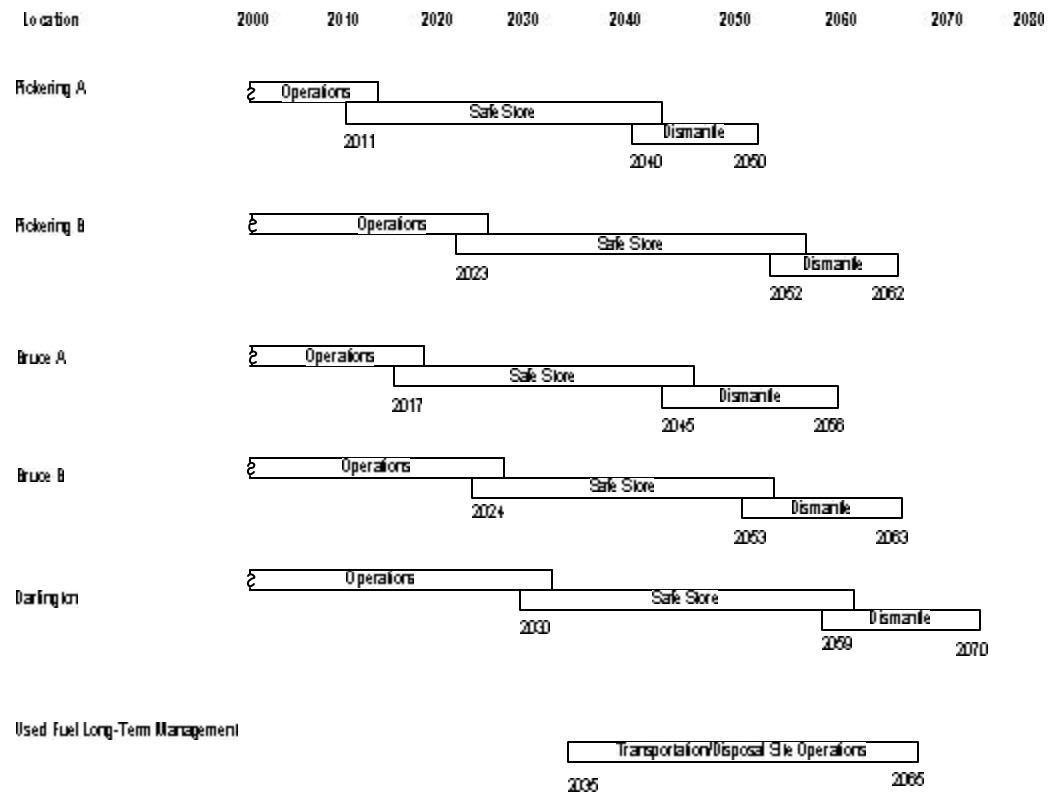 Location 2000 2010 2020 2030 2040 2050 2060 2070 2080
Pickering A
Operations
Safe Store
Dismantle
2011 2040 2050
Pickering B
Operations
Safe Store
Dismantle
2023 2052 2062
Bruce A
Operations
Safe Store
Dismantle
2017 2045 2056
Bruce B
Operations
Safe Store
Dismantle
2024 2053 2063
Darlington
Operations
Safe Store
Dismantle
2030 2059 2070
Used Fuel Long-Term Management
Transportation/Disposal Site Operations
2035 2065